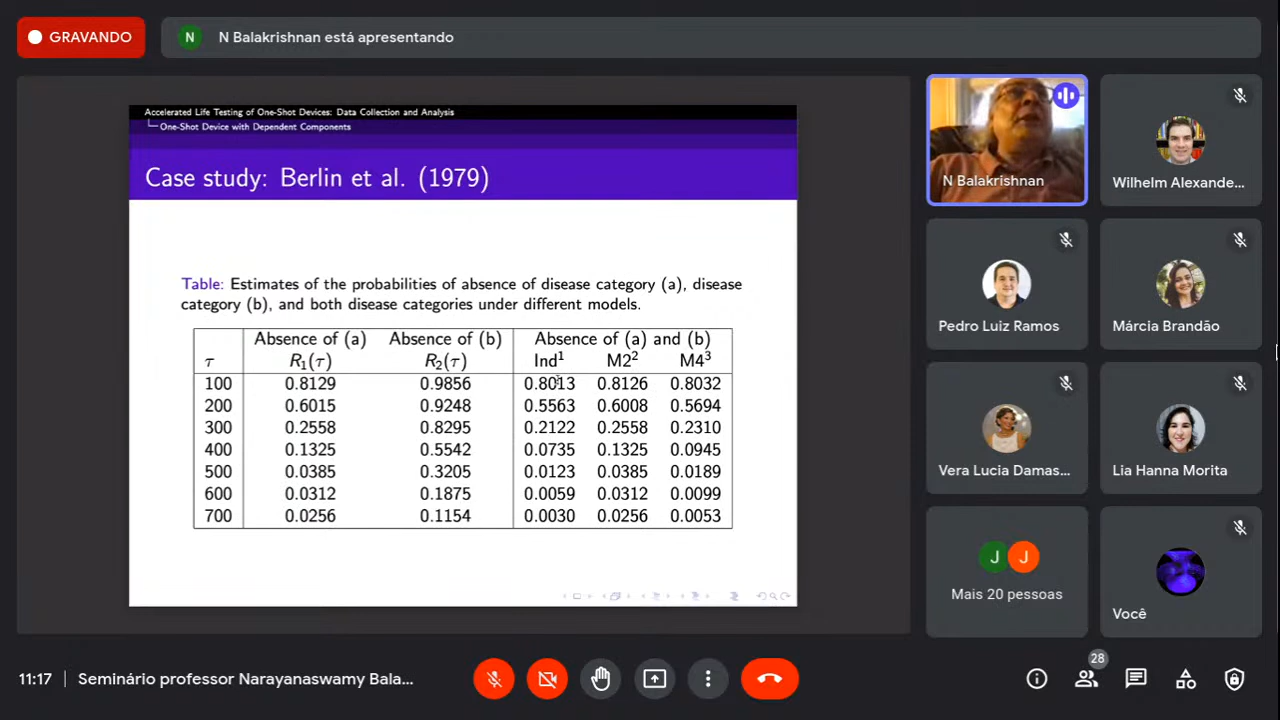 GRAVANDO
N
N Balakrishnan está apresentando
Accelerated Life Testing of One-Shot Devices: Data Collection and Analysis
One-Shot Device with Dependent Components
Case study: Berlin et al. (1979)
Table: Estimates of the probabilities of absence of disease category (a), disease
category (b), and both disease categories under different models.
Absence of (a) Absence of (b) Absence of (a) and (b)
τ R₁(τ) R₂(τ) Ind¹ M2² M4³
100 0.8129 0.9856 0.8013 0.8126 0.8032
200 0.6015 0.9248 0.5563 0.6008 0.5694
300 0.2558 0.8295 0.2122 0.2558 0.2310
400 0.1325 0.5542 0.0735 0.1325 0.0945
500 0.0385 0.3205 0.0123 0.0385 0.0189
600 0.0312 0.1875 0.0059 0.0312 0.0099
700 0.0256 0.1154 0.0030 0.0256 0.0053
N Balakrishnan
Wilhelm Alexande...
Pedro Luiz Ramos
Márcia Brandão
Vera Lucia Damas...
Lia Hanna Morita
J J
Mais 20 pessoas
Você
11:17 | Seminário professor Narayanaswamy Bala...
28